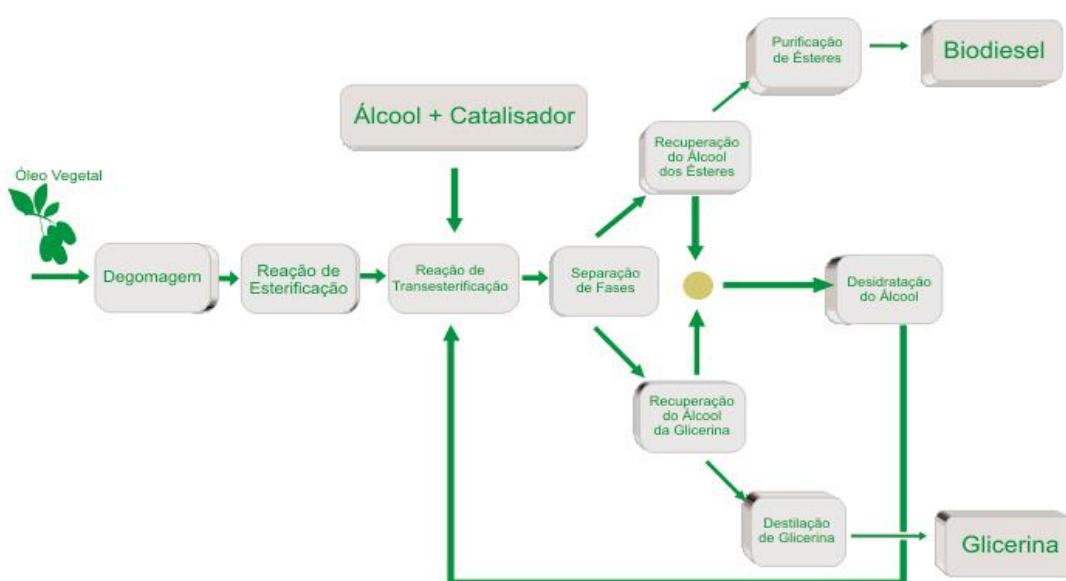 Óleo Vegetal
Degomagem
Reação de
Esterificação
Álcool + Catalisador
Reação de
Transesterificação
Separação
de Fases
Recuperação
do Álcool
dos Ésteres
Purificação
de Ésteres
Biodiesel
Desidratação
do Álcool
Recuperação
do Álcool
da Glicerina
Destilação
de Glicerina
Glicerina